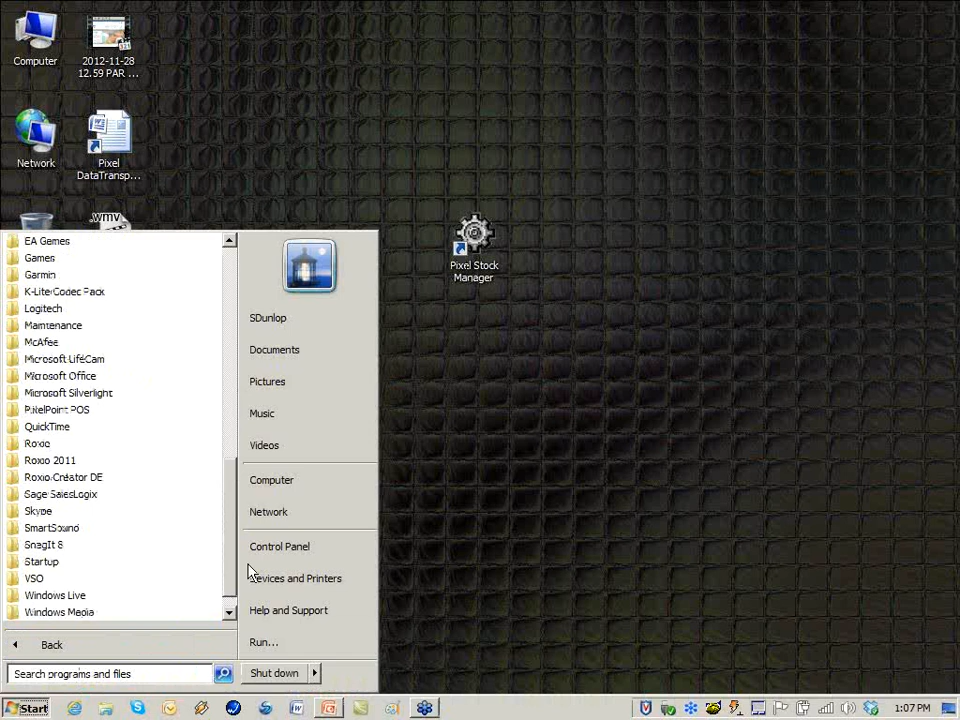 Computer
2012-11-28
12.59 PAR ...
Network
Pixel
DataTransp...
.wmv
Pixel Stock
Manager
EA Games
Games
Garmin
K-Lite Codec Pack
Logitech
Maintenance
McAfee
Microsoft LifeCam
Microsoft Office
Microsoft Silverlight
PixelPoint POS
QuickTime
Roxio
Roxio 2011
Roxio Creator DE
Sage SalesLogix
Skype
SmartSound
SnagIt 8
Startup
VSO
Windows Live
Windows Media
Back
Search programs and files
SDunlop
Documents
Pictures
Music
Videos
Computer
Network
Control Panel
Devices and Printers
Help and Support
Run...
Shut down
Start
1:07 PM